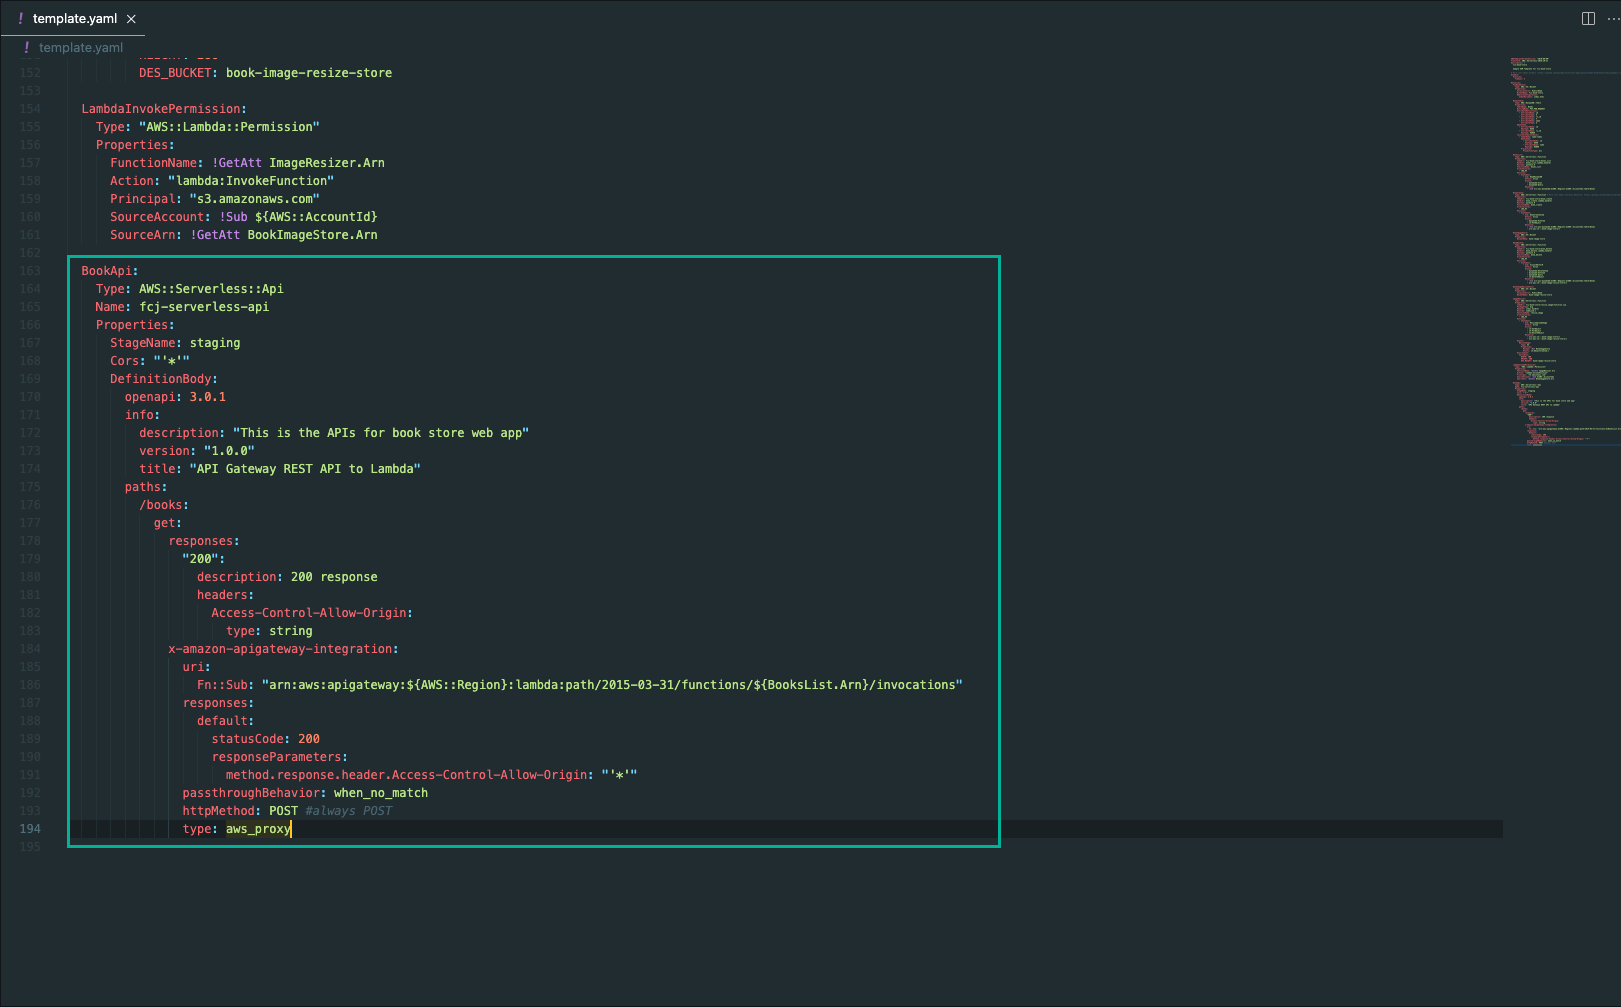 template.yaml
template.yaml
152 DES_BUCKET: book-image-resize-store
153
154 LambdaInvokePermission:
155 Type: "AWS::Lambda::Permission"
156 Properties:
157 FunctionName: !GetAtt ImageResizer.Arn
158 Action: "lambda:InvokeFunction"
159 Principal: "s3.amazonaws.com"
160 SourceAccount: !Sub ${AWS::AccountId}
161 SourceArn: !GetAtt BookImageStore.Arn
162
163 BookApi:
164 Type: AWS::Serverless::Api
165 Name: fcj-serverless-api
166 Properties:
167 StageName: staging
168 Cors: "'*'"
169 DefinitionBody:
170 openapi: 3.0.1
171 info:
172 description: "This is the APIs for book store web app"
173 version: "1.0.0"
174 title: "API Gateway REST API to Lambda"
175 paths:
176 /books:
177 get:
178 responses:
179 "200":
180 description: 200 response
181 headers:
182 Access-Control-Allow-Origin:
183 type: string
184 x-amazon-apigateway-integration:
185 uri:
186 Fn::Sub: "arn:aws:apigateway:${AWS::Region}:lambda:path/2015-03-31/functions/${BooksList.Arn}/invocations"
187 responses:
188 default:
189 statusCode: 200
190 responseParameters:
191 method.response.header.Access-Control-Allow-Origin: "'*'"
192 passthroughBehavior: when_no_match
193 httpMethod: POST #always POST
194 type: aws_proxy
195